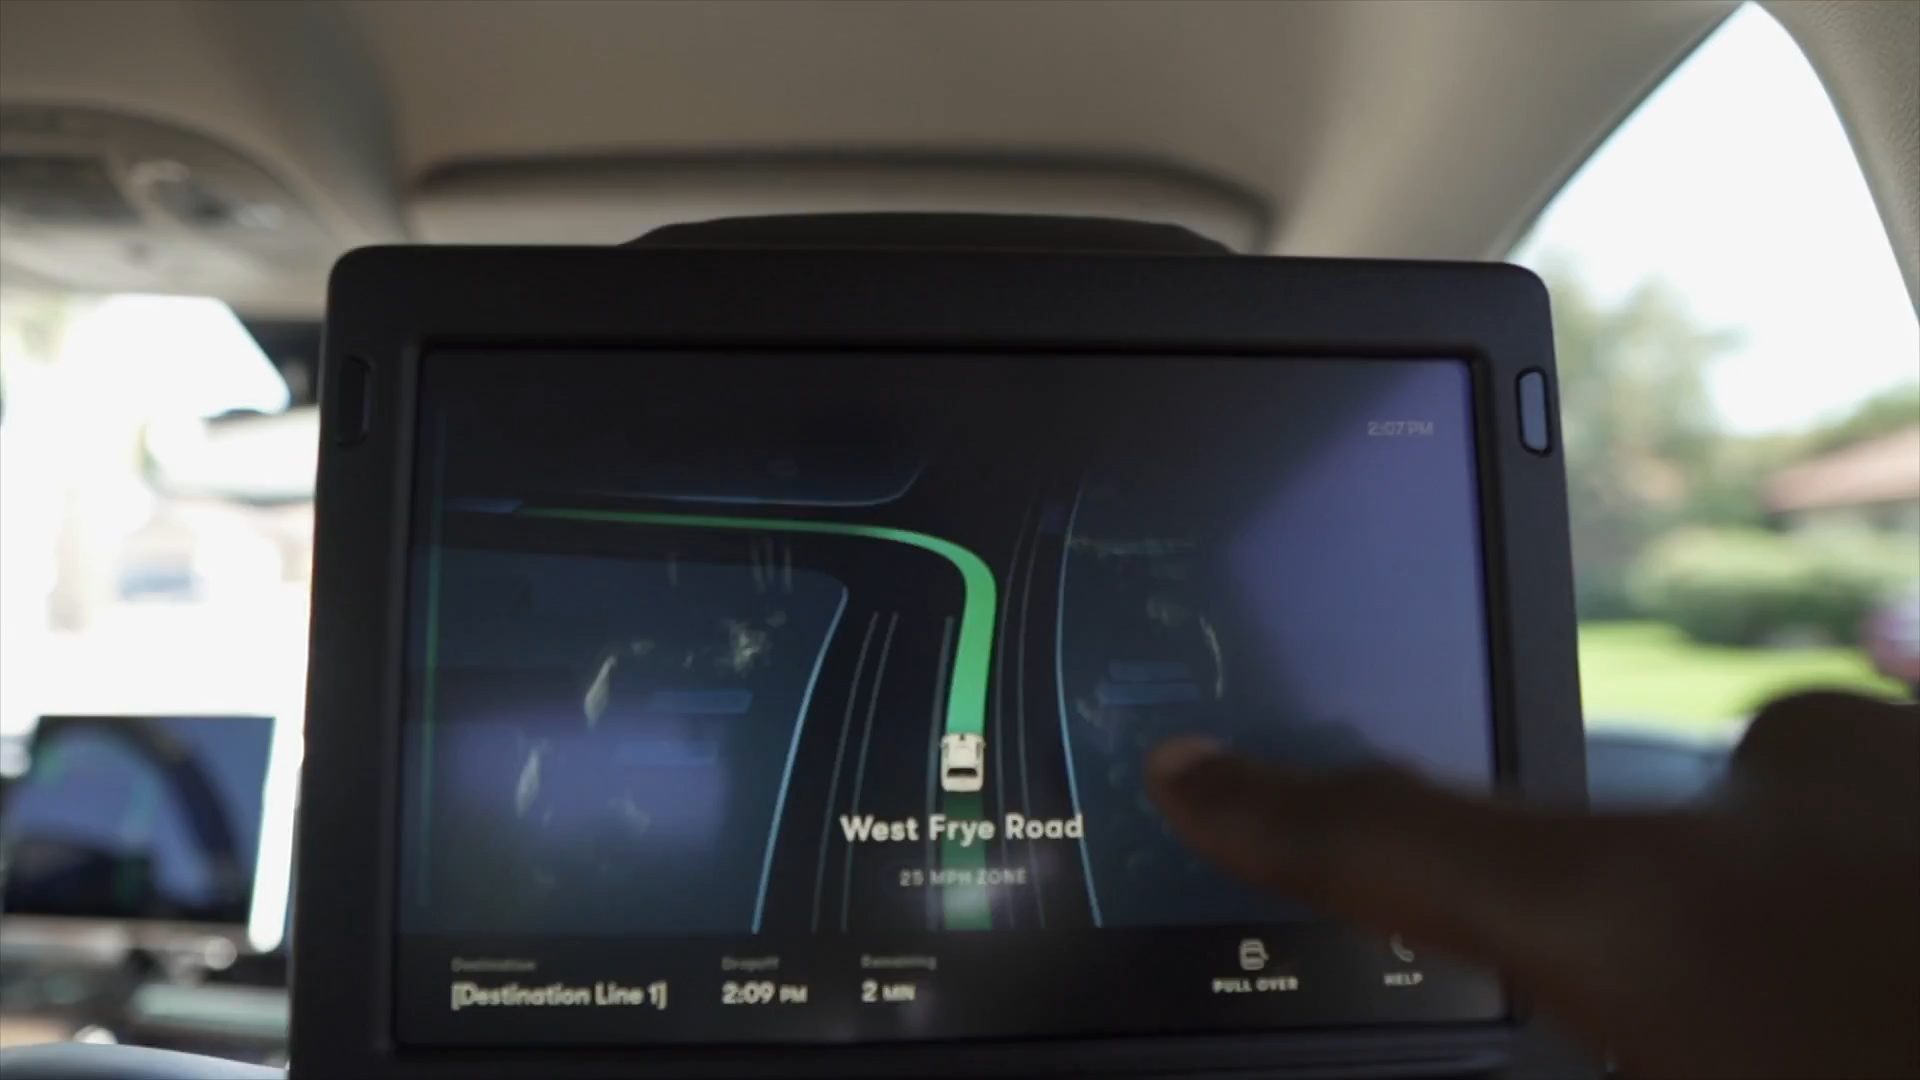 2:07 PM
West Frye Road
25 MPH ZONE
Destination
[Destination Line 1]
Dropoff
2:09 PM
Remaining
2 MIN
PULL OVER
HELP